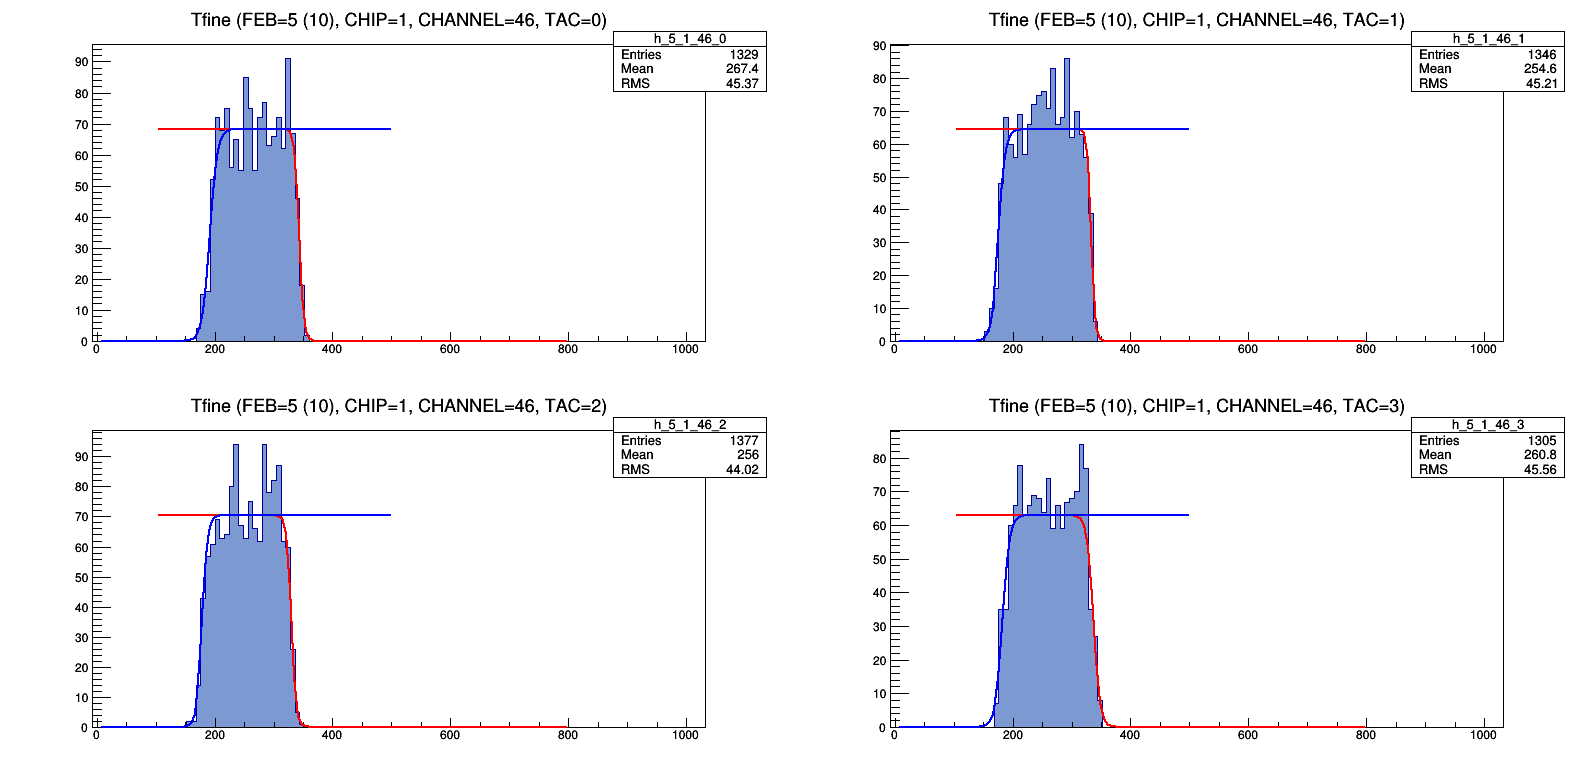 Tfine (FEB=5 (10), CHIP=1, CHANNEL=46, TAC=0)
h_5_1_46_0
Entries 1329
Mean 267.4
RMS 45.37
90
80
70
60
50
40
30
20
10
0
0 200 400 600 800 1000
Tfine (FEB=5 (10), CHIP=1, CHANNEL=46, TAC=1)
h_5_1_46_1
Entries 1346
Mean 254.6
RMS 45.21
90
80
70
60
50
40
30
20
10
0
0 200 400 600 800 1000
Tfine (FEB=5 (10), CHIP=1, CHANNEL=46, TAC=2)
h_5_1_46_2
Entries 1377
Mean 256
RMS 44.02
90
80
70
60
50
40
30
20
10
0
0 200 400 600 800 1000
Tfine (FEB=5 (10), CHIP=1, CHANNEL=46, TAC=3)
h_5_1_46_3
Entries 1305
Mean 260.8
RMS 45.56
80
70
60
50
40
30
20
10
0
0 200 400 600 800 1000